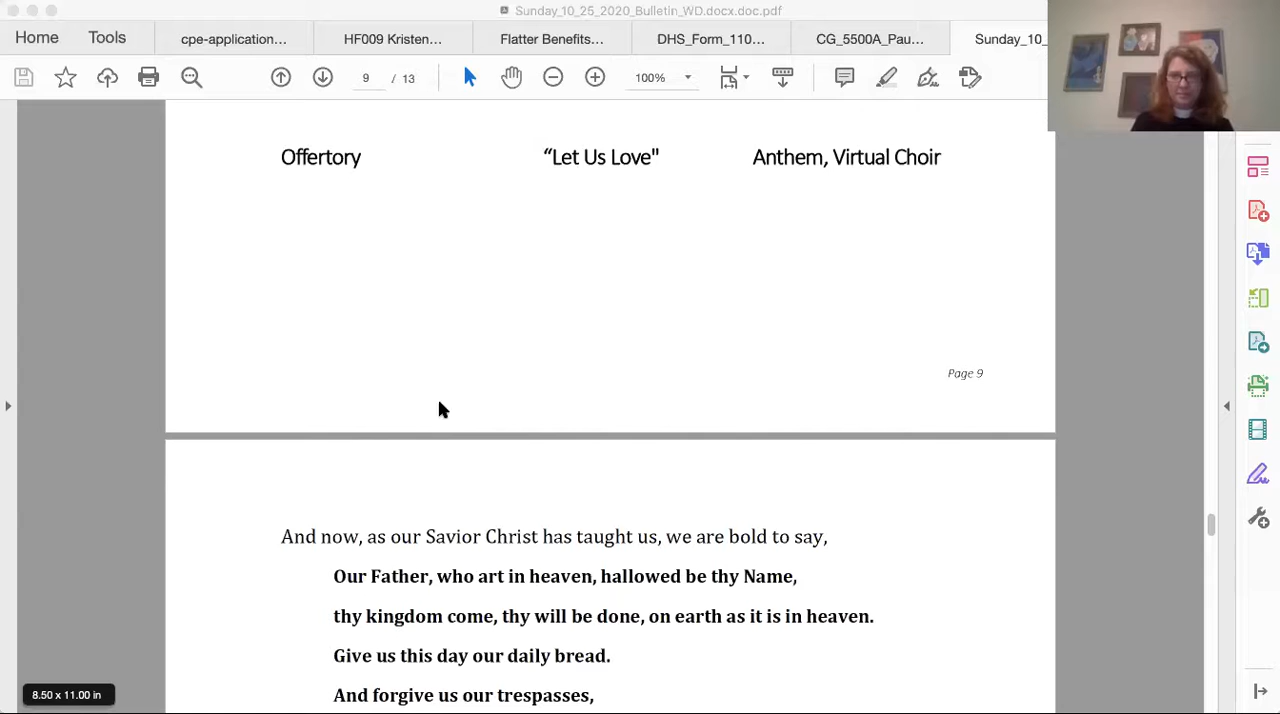 Sunday_10_25_2020_Bulletin_WD.docx.doc.pdf
Home Tools cpe-application... HF009 Kristen... Flatter Benefits... DHS_Form_110... CG_5500A_Pau... Sunday_10_
9 / 13 100%
Offertory “Let Us Love" Anthem, Virtual Choir
Page 9
And now, as our Savior Christ has taught us, we are bold to say,
Our Father, who art in heaven, hallowed be thy Name,
thy kingdom come, thy will be done, on earth as it is in heaven.
Give us this day our daily bread.
And forgive us our trespasses,
8.50 x 11.00 in